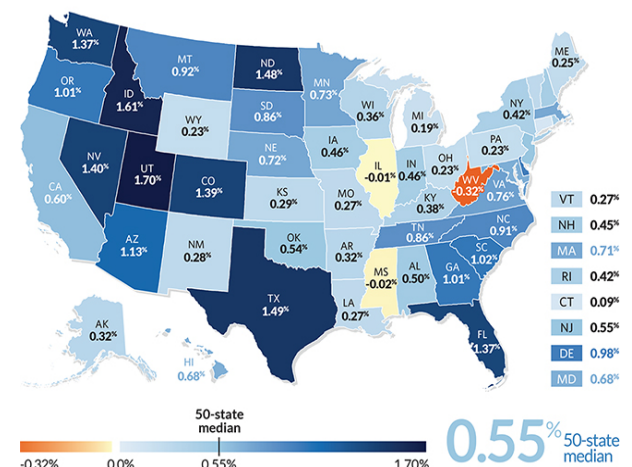 WA
1.37%
OR
1.01%
CA
0.60%
NV
1.40%
ID
1.61%
MT
0.92%
WY
0.23%
UT
1.70%
CO
1.39%
AZ
1.13%
NM
0.28%
ND
1.48%
SD
0.86%
NE
0.72%
KS
0.29%
OK
0.54%
TX
1.49%
MN
0.73%
IA
0.46%
MO
0.27%
AR
0.32%
LA
0.27%
WI
0.36%
IL
-0.01%
MS
-0.02%
MI
0.19%
IN
0.46%
OH
0.23%
KY
0.38%
TN
0.86%
AL
0.50%
GA
1.01%
FL
1.37%
SC
1.02%
NC
0.91%
VA
0.76%
WV
-0.32%
PA
0.23%
NY
0.42%
ME
0.25%
AK
0.32%
HI
0.68%
VT 0.27%
NH 0.45%
MA 0.71%
RI 0.42%
CT 0.09%
NJ 0.55%
DE 0.98%
MD 0.68%
50-state
median
-0.32% 0.0% 0.55% 1.70%
0.55% 50-state
median